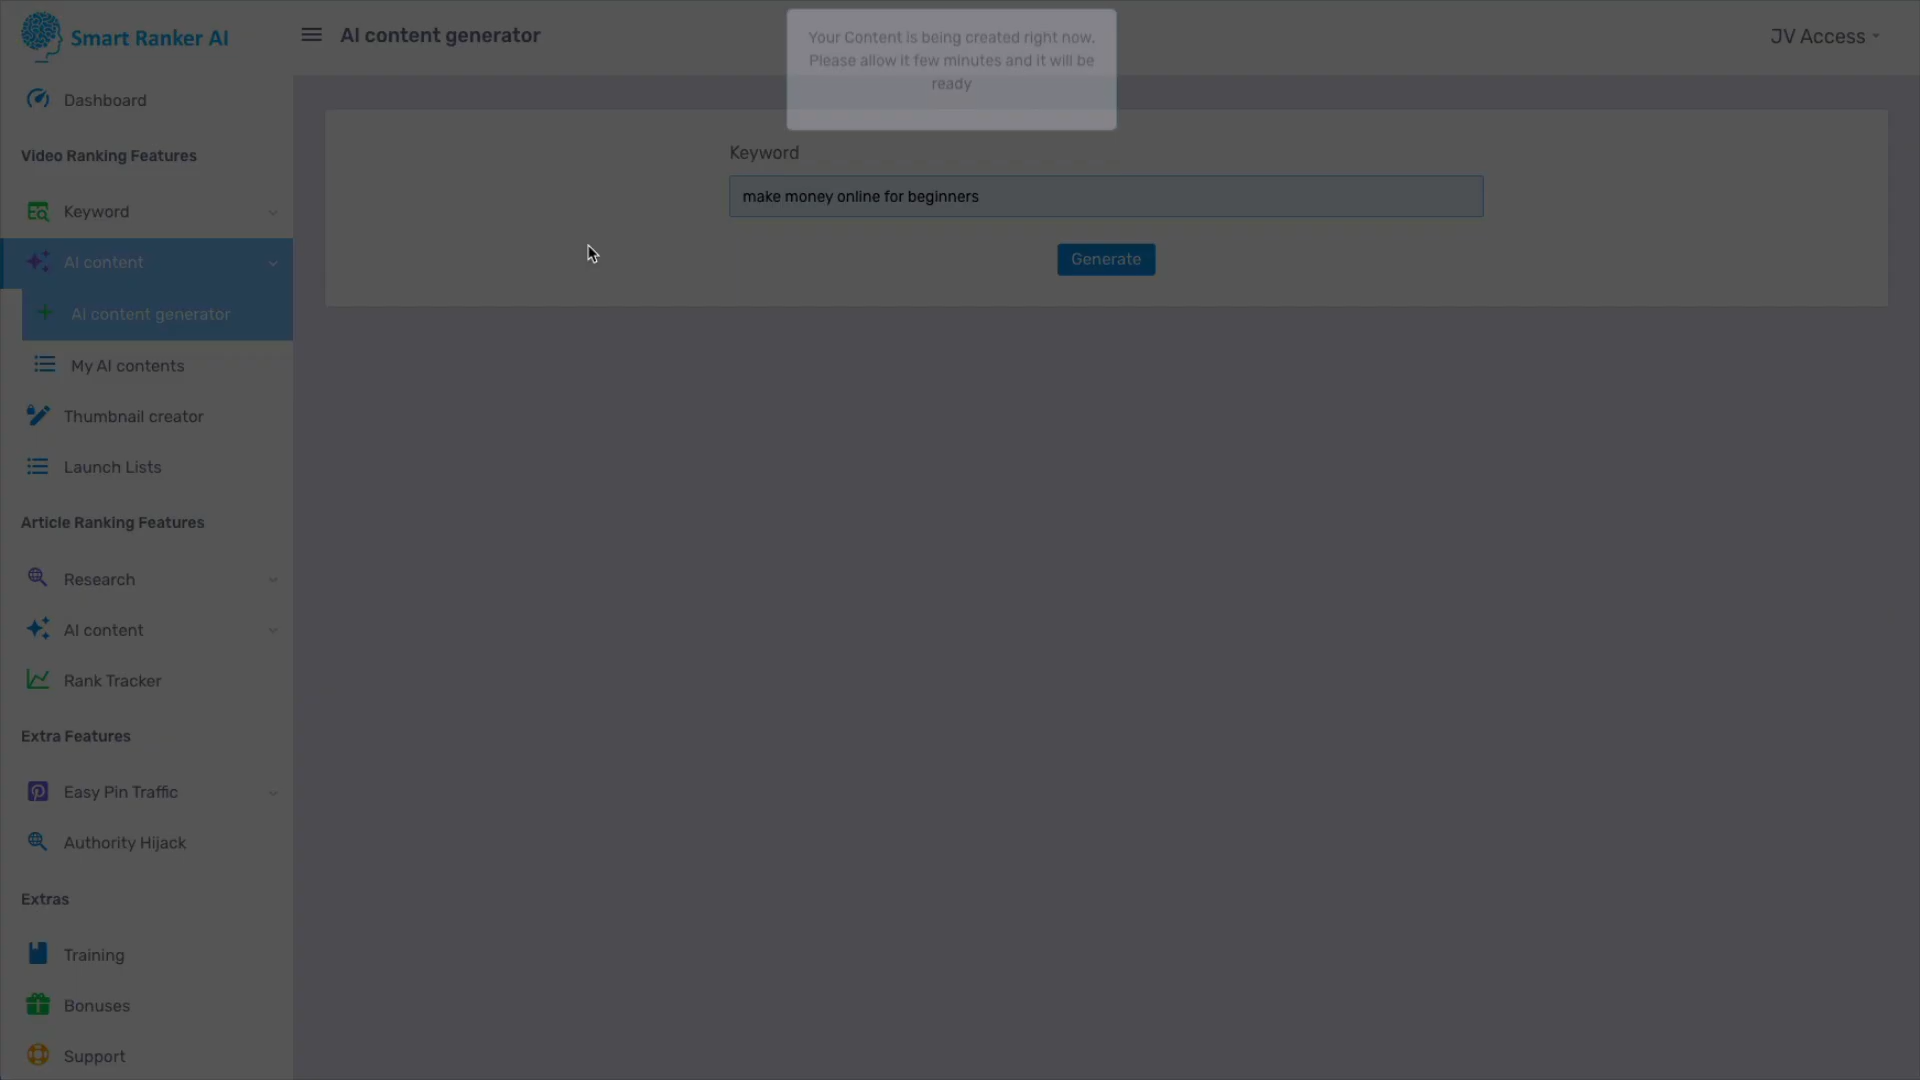 Smart Ranker AI
AI content generator
Your Content is being created right now.
Please allow it few minutes and it will be
ready
JV Access
Dashboard
Video Ranking Features
Keyword
AI content
AI content generator
My AI contents
Thumbnail creator
Launch Lists
Article Ranking Features
Research
AI content
Rank Tracker
Extra Features
Easy Pin Traffic
Authority Hijack
Extras
Training
Bonuses
Support
Keyword
make money online for beginners
Generate